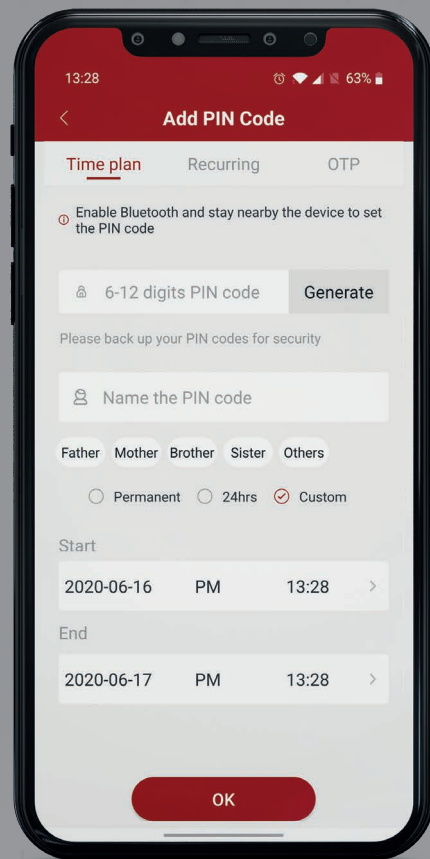 13:28 63%
Add PIN Code
Time plan Recurring OTP
Enable Bluetooth and stay nearby the device to set
the PIN code
6-12 digits PIN code Generate
Please back up your PIN codes for security
Name the PIN code
Father Mother Brother Sister Others
Permanent 24hrs Custom
Start
2020-06-16 PM 13:28
End
2020-06-17 PM 13:28
OK